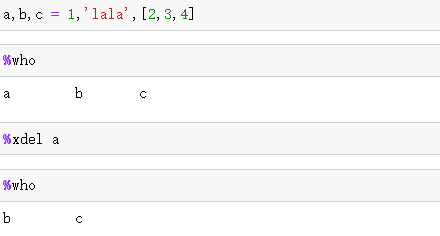 a,b,c = 1,'lala',[2,3,4]
%who
a b c
%xdel a
%who
b c